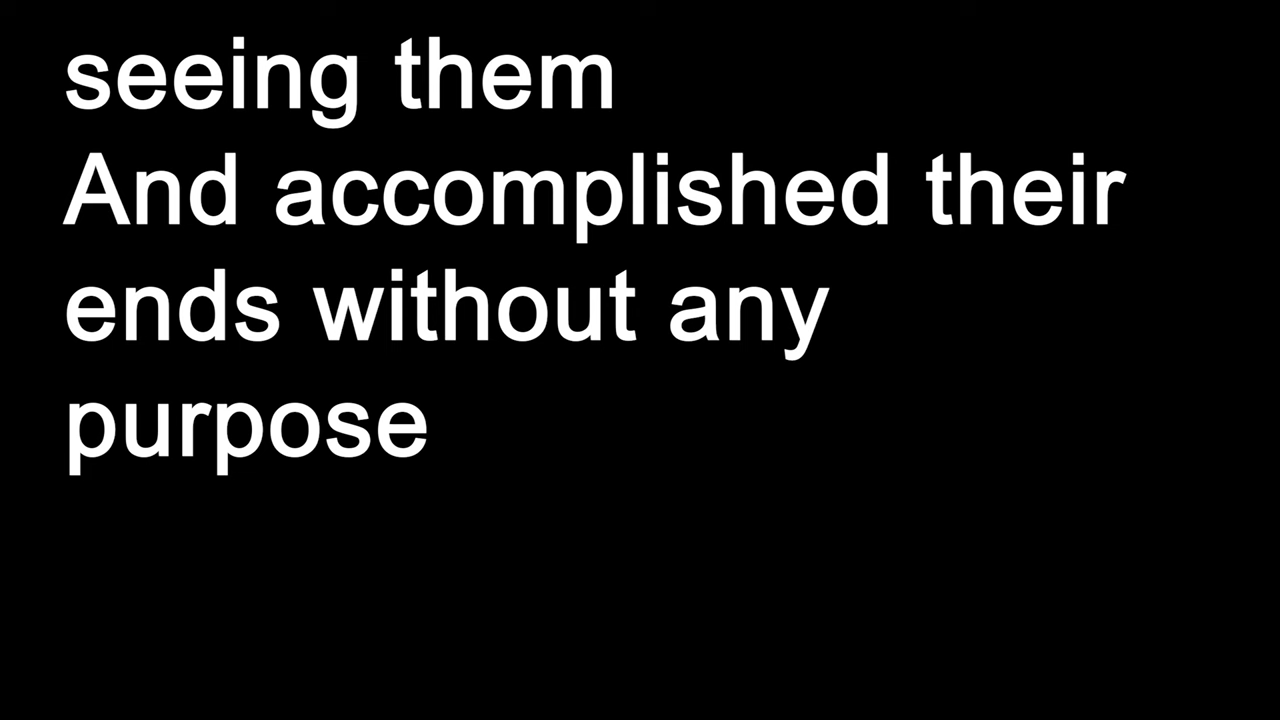 seeing them
And accomplished their
ends without any
purpose